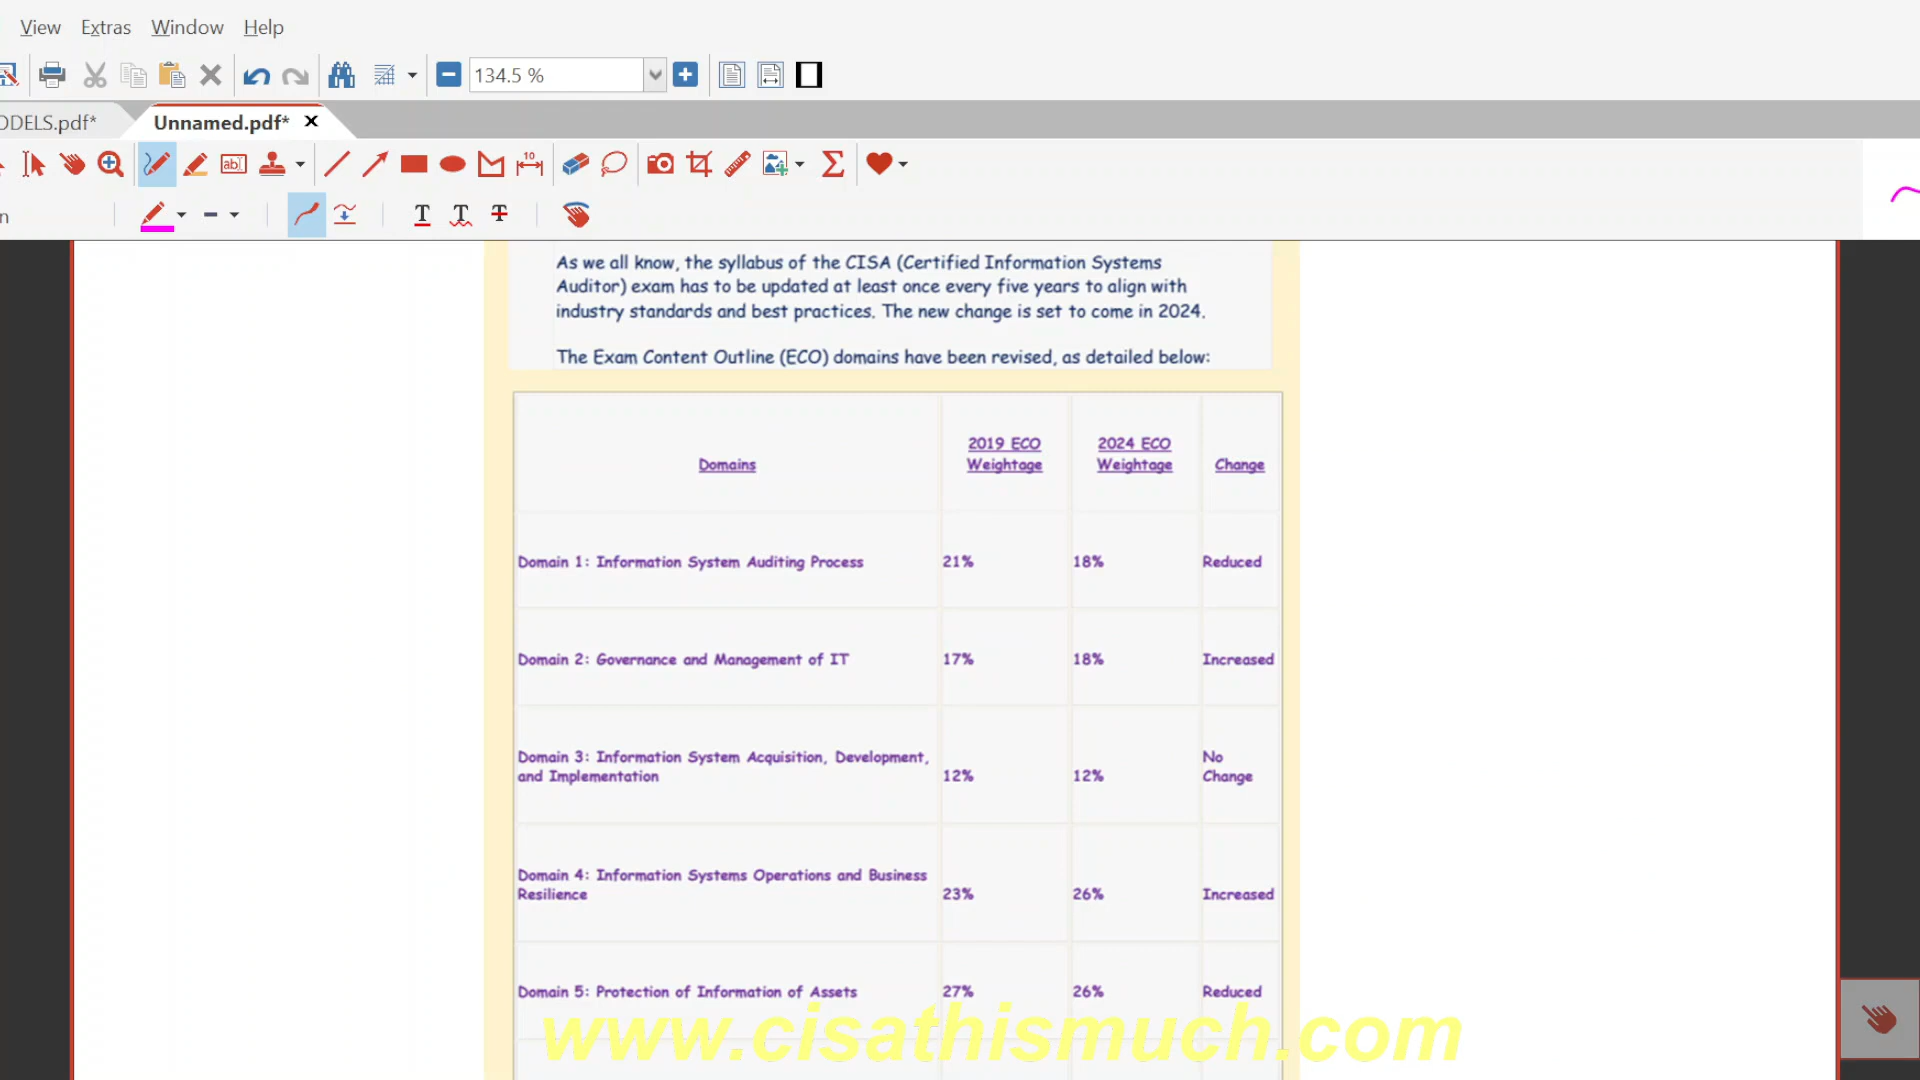 View Extras Window Help
134.5 %
ODELS.pdf*
Unnamed.pdf*
ab
10
n
T T T
As we all know, the syllabus of the CISA (Certified Information Systems
Auditor) exam has to be updated at least once every five years to align with
industry standards and best practices. The new change is set to come in 2024.
The Exam Content Outline (ECO) domains have been revised, as detailed below:
Domains
2019 ECO
Weightage
2024 ECO
Weightage
Change
Domain 1: Information System Auditing Process
21%
18%
Reduced
Domain 2: Governance and Management of IT
17%
18%
Increased
Domain 3: Information System Acquisition, Development,
and Implementation
12%
12%
No
Change
Domain 4: Information Systems Operations and Business
Resilience
23%
26%
Increased
Domain 5: Protection of Information of Assets
27%
26%
Reduced
www.cisathismuch.com